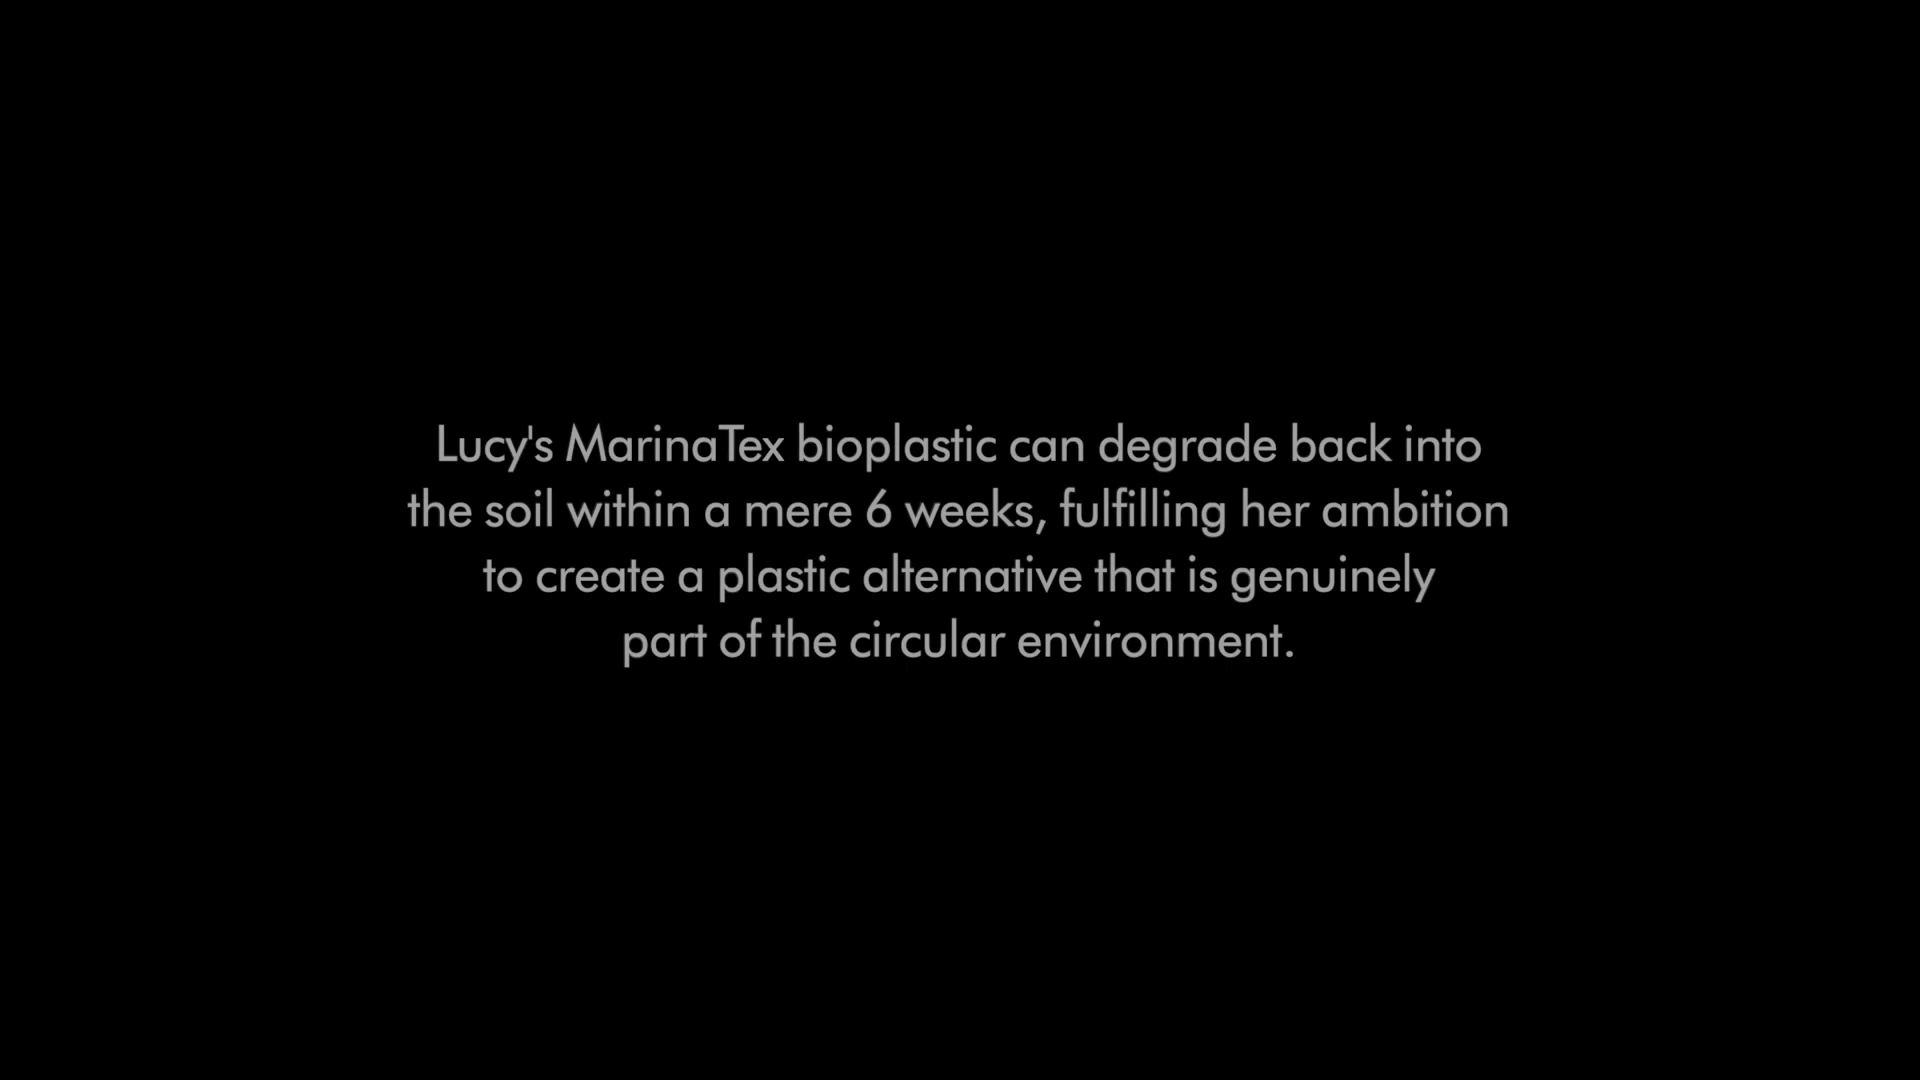 Lucy's MarinaTex bioplastic can degrade back into
the soil within a mere 6 weeks, fulfilling her ambition
to create a plastic alternative that is genuinely
part of the circular environment.